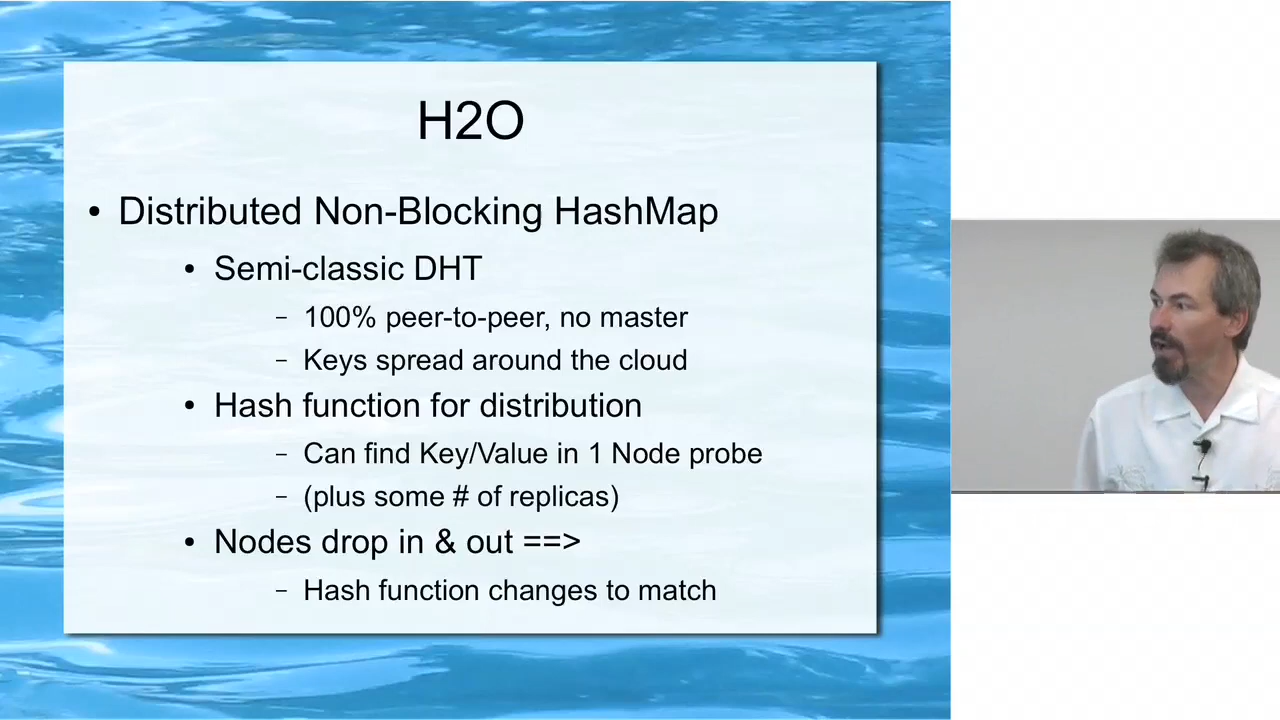 H2O
• Distributed Non-Blocking HashMap
• Semi-classic DHT
– 100% peer-to-peer, no master
– Keys spread around the cloud
• Hash function for distribution
– Can find Key/Value in 1 Node probe
– (plus some # of replicas)
• Nodes drop in & out ==>
– Hash function changes to match